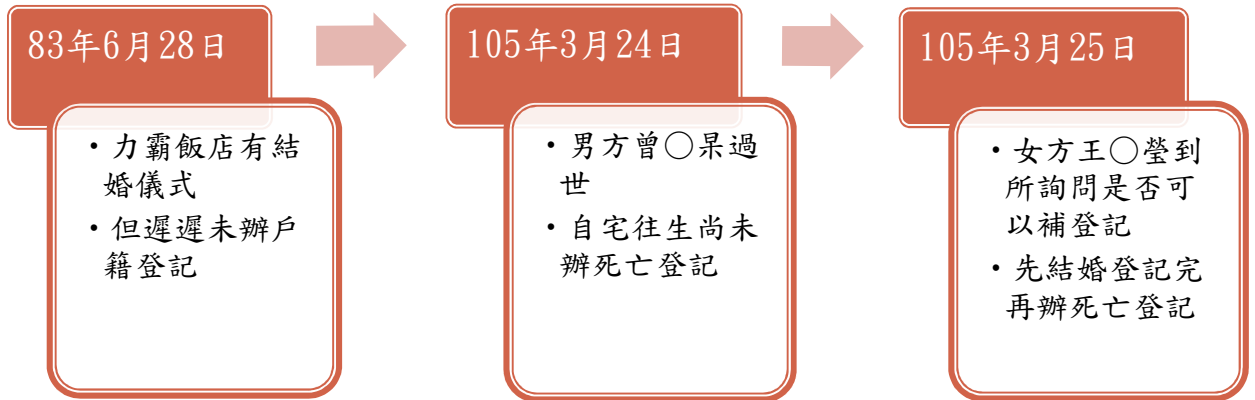 83年6月28日
・力霸飯店有結
婚儀式
・但遲遲未辦戶
籍登記
105年3月24日
・男方曾○杲過
世
・自宅往生尚未
辦死亡登記
105年3月25日
・女方王○瑩到
所詢問是否可
以補登記
・先結婚登記完
再辦死亡登記